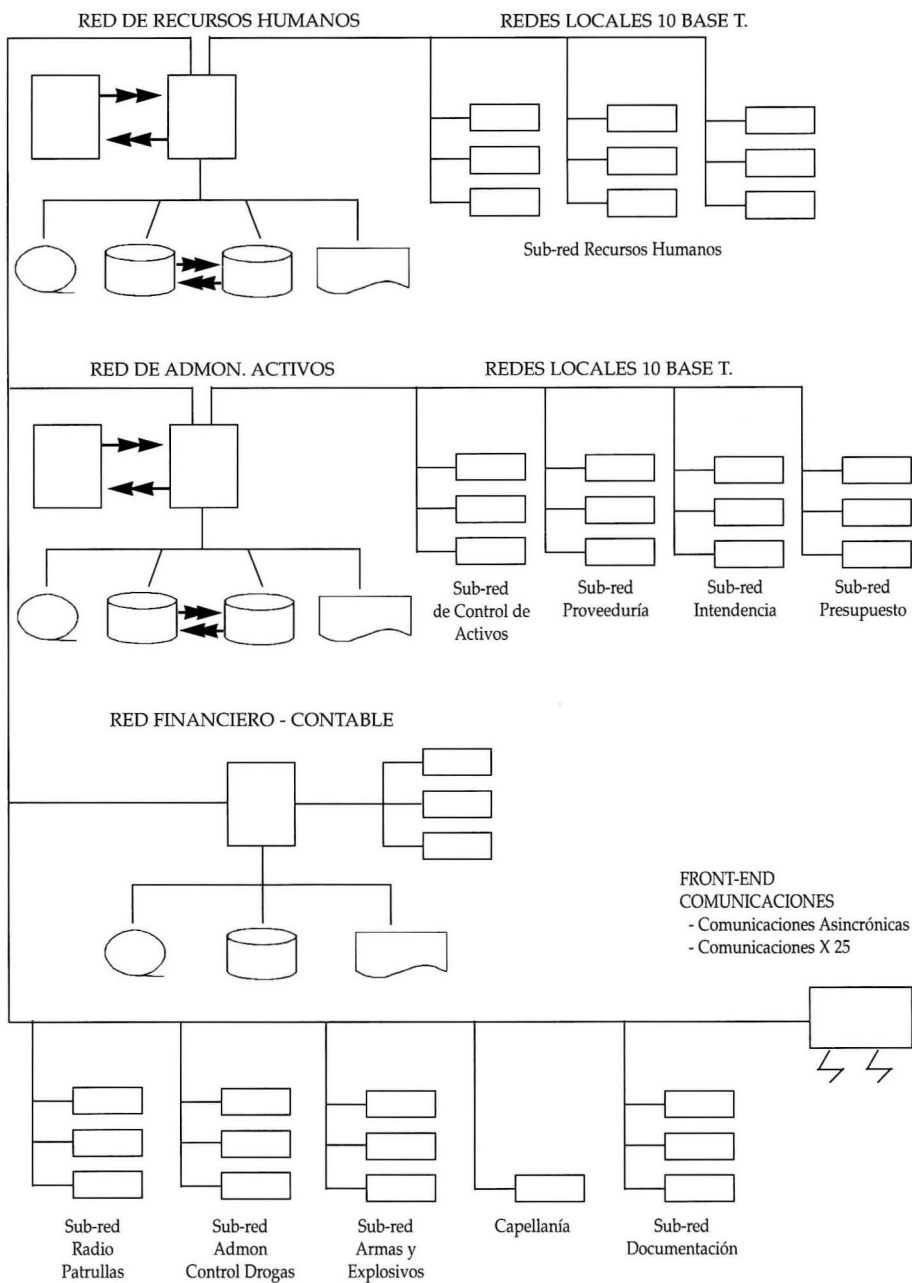 RED DE RECURSOS HUMANOS
REDES LOCALES 10 BASE T.
Sub-red Recursos Humanos
RED DE ADMON. ACTIVOS
REDES LOCALES 10 BASE T.
Sub-red
de Control de
Activos
Sub-red
Proveeduría
Sub-red
Intendencia
Sub-red
Presupuesto
RED FINANCIERO - CONTABLE
FRONT-END
COMUNICACIONES
- Comunicaciones Asincrónicas
- Comunicaciones X 25
Sub-red
Radio
Patrullas
Sub-red
Admon
Control Drogas
Sub-red
Armas y
Explosivos
Capellanía
Sub-red
Documentación